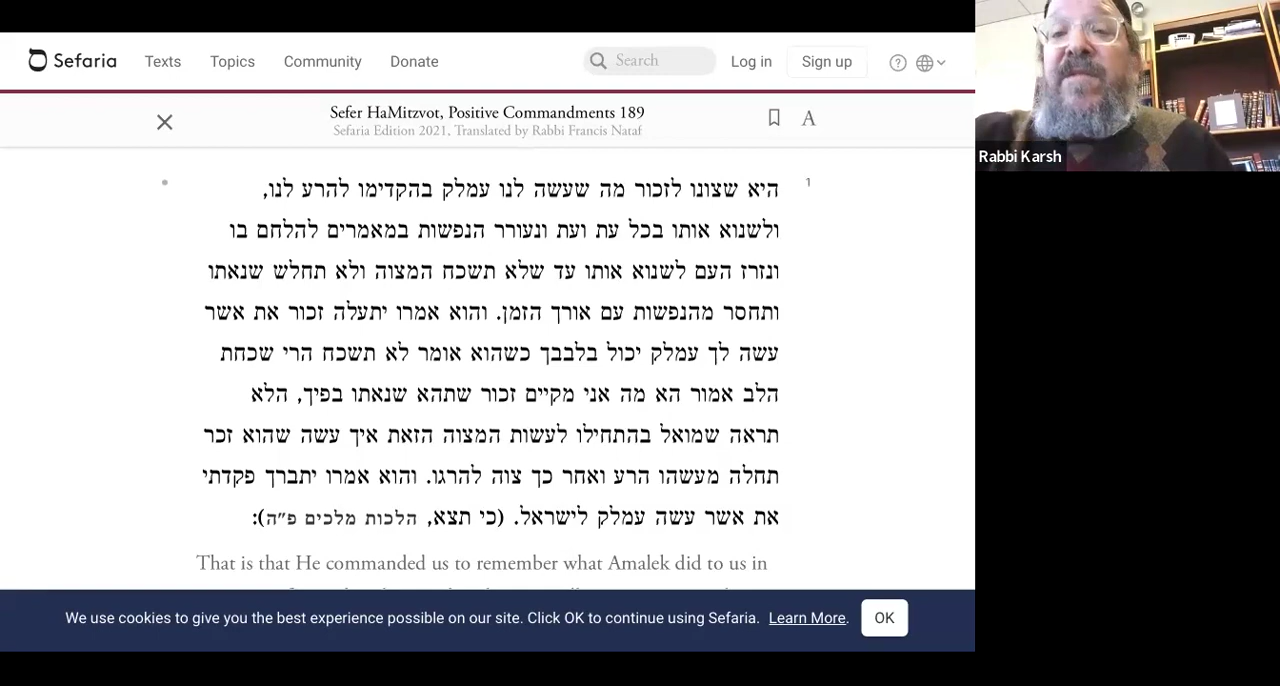 Sefaria
Texts
Topics
Community
Donate
Search
Log in
Sign up
Sefer HaMitzvot, Positive Commandments 189
Sefaria Edition 2021, Translated by Rabbi Francis Nataf
A
Rabbi Karsh
1
היא שצונו לזכור מה שעשה לנו עמלק בהקדימו להרע לנו,
ולשנוא אותו בכל עת ועת ונעורר הנפשות במאמרים להלחם בו
ונזרז העם לשנוא אותו עד שלא תשכח המצוה ולא תחלש שנאתו
ותחסר מהנפשות עם אורך הזמן. והוא אמרו יתעלה זכור את אשר
עשה לך עמלק יכול בלבבך כשהוא אומר לא תשכח הרי שכחת
הלב אמור הא מה אני מקיים זכור שתהא שנאתו בפיך, הלא
תראה שמואל בהתחילו לעשות המצוה הזאת איך עשה שהוא זכר
תחלה מעשהו הרע ואחר כך צוה להרגו. והוא אמרו יתברך פקדתי
את אשר עשה עמלק לישראל. (כי תצא, הלכות מלכים פ״ה):
That is that He commanded us to remember what Amalek did to us in
We use cookies to give you the best experience possible on our site. Click OK to continue using Sefaria. Learn More.
OK